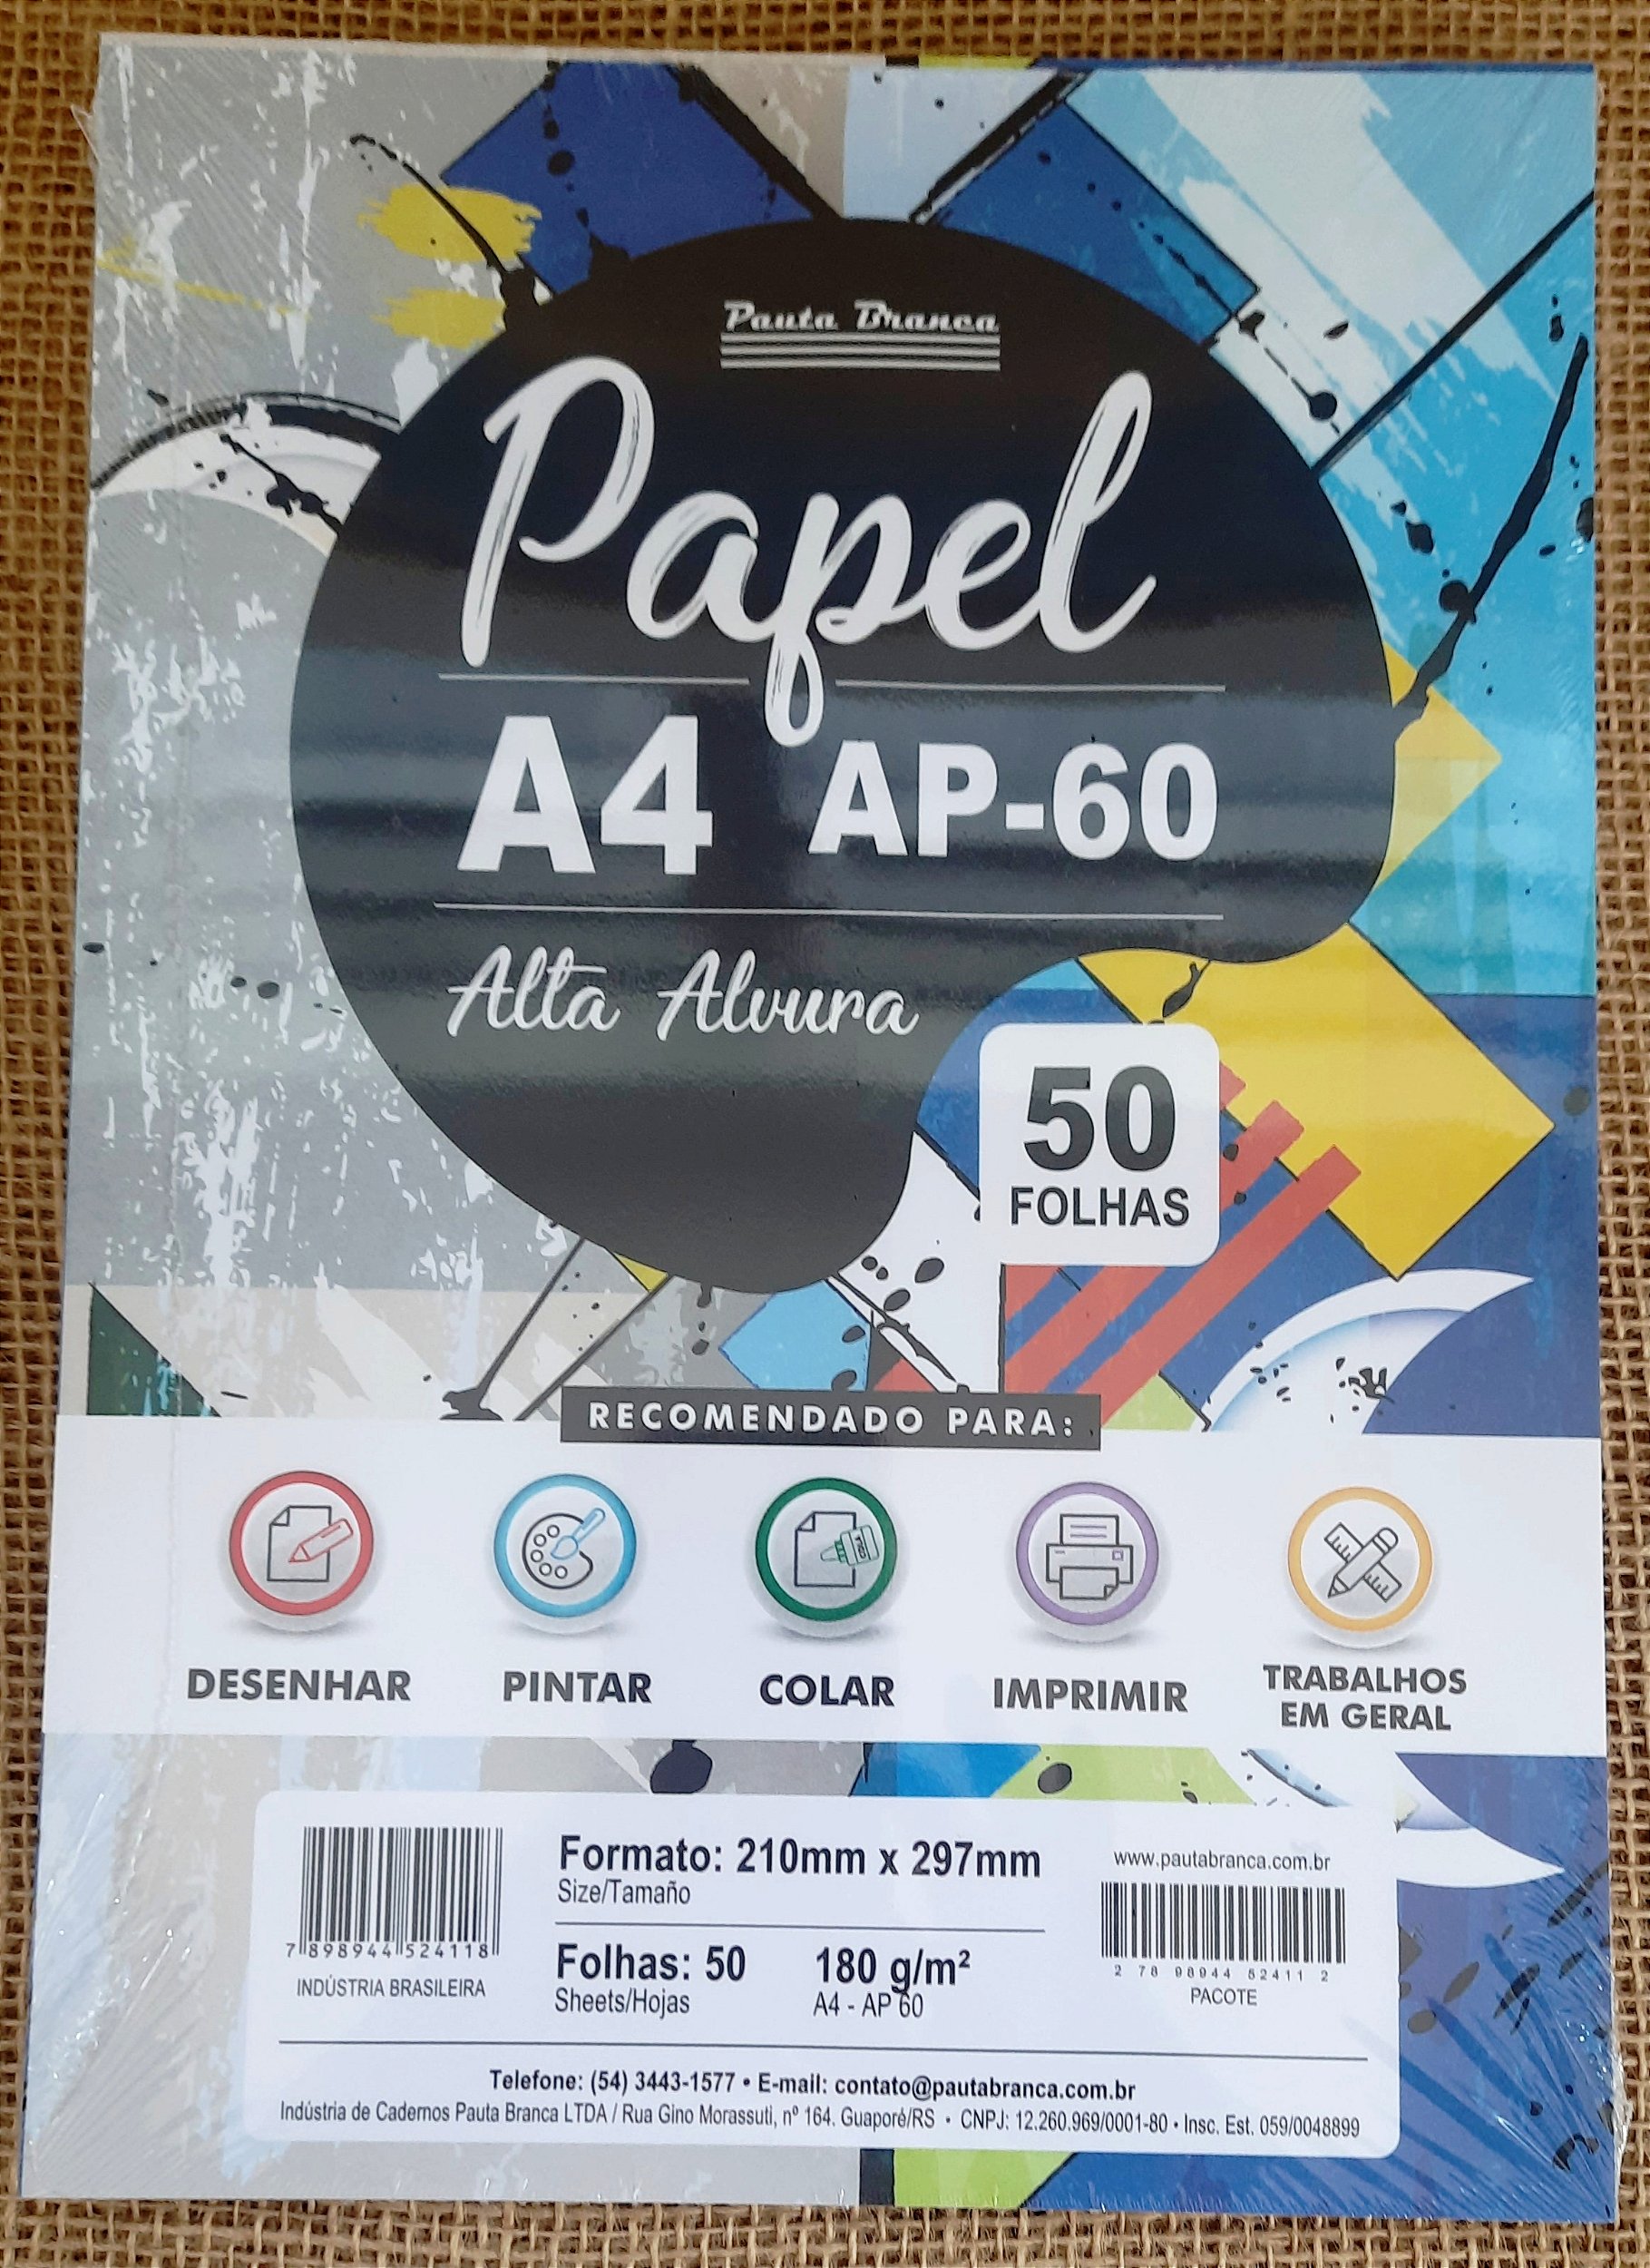 Pauta Branca
Papel
A4 AP-60
Alta Alvura
50
FOLHAS
RECOMENDADO PARA:
COLA
DESENHAR
PINTAR
COLAR
IMPRIMIR
TRABALHOS
EM GERAL
7 898944 524118
INDÚSTRIA BRASILEIRA
Formato: 210mm x 297mm
Size/Tamaño
Folhas: 50
Sheets/Hojas
180 g/m²
A4 - AP 60
www.pautabranca.com.br
2 78 98944 52411 2
PACOTE
Telefone: (54) 3443-1577 • E-mail: contato@pautabranca.com.br
Indústria de Cadernos Pauta Branca LTDA / Rua Gino Morassuti, nº 164. Guaporé/RS • CNPJ: 12.260.969/0001-80 • Insc. Est. 059/0048899